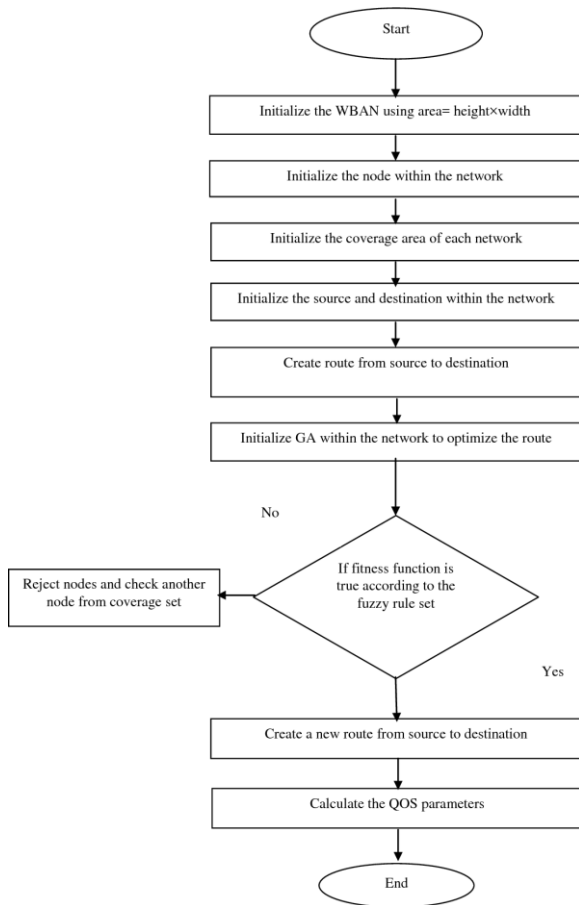 Start
Initialize the WBAN using area= height×width
Initialize the node within the network
Initialize the coverage area of each network
Initialize the source and destination within the network
Create route from source to destination
Initialize GA within the network to optimize the route
No
If fitness function is
true according to the
fuzzy rule set
Reject nodes and check another
node from coverage set
Yes
Create a new route from source to destination
Calculate the QOS parameters
End